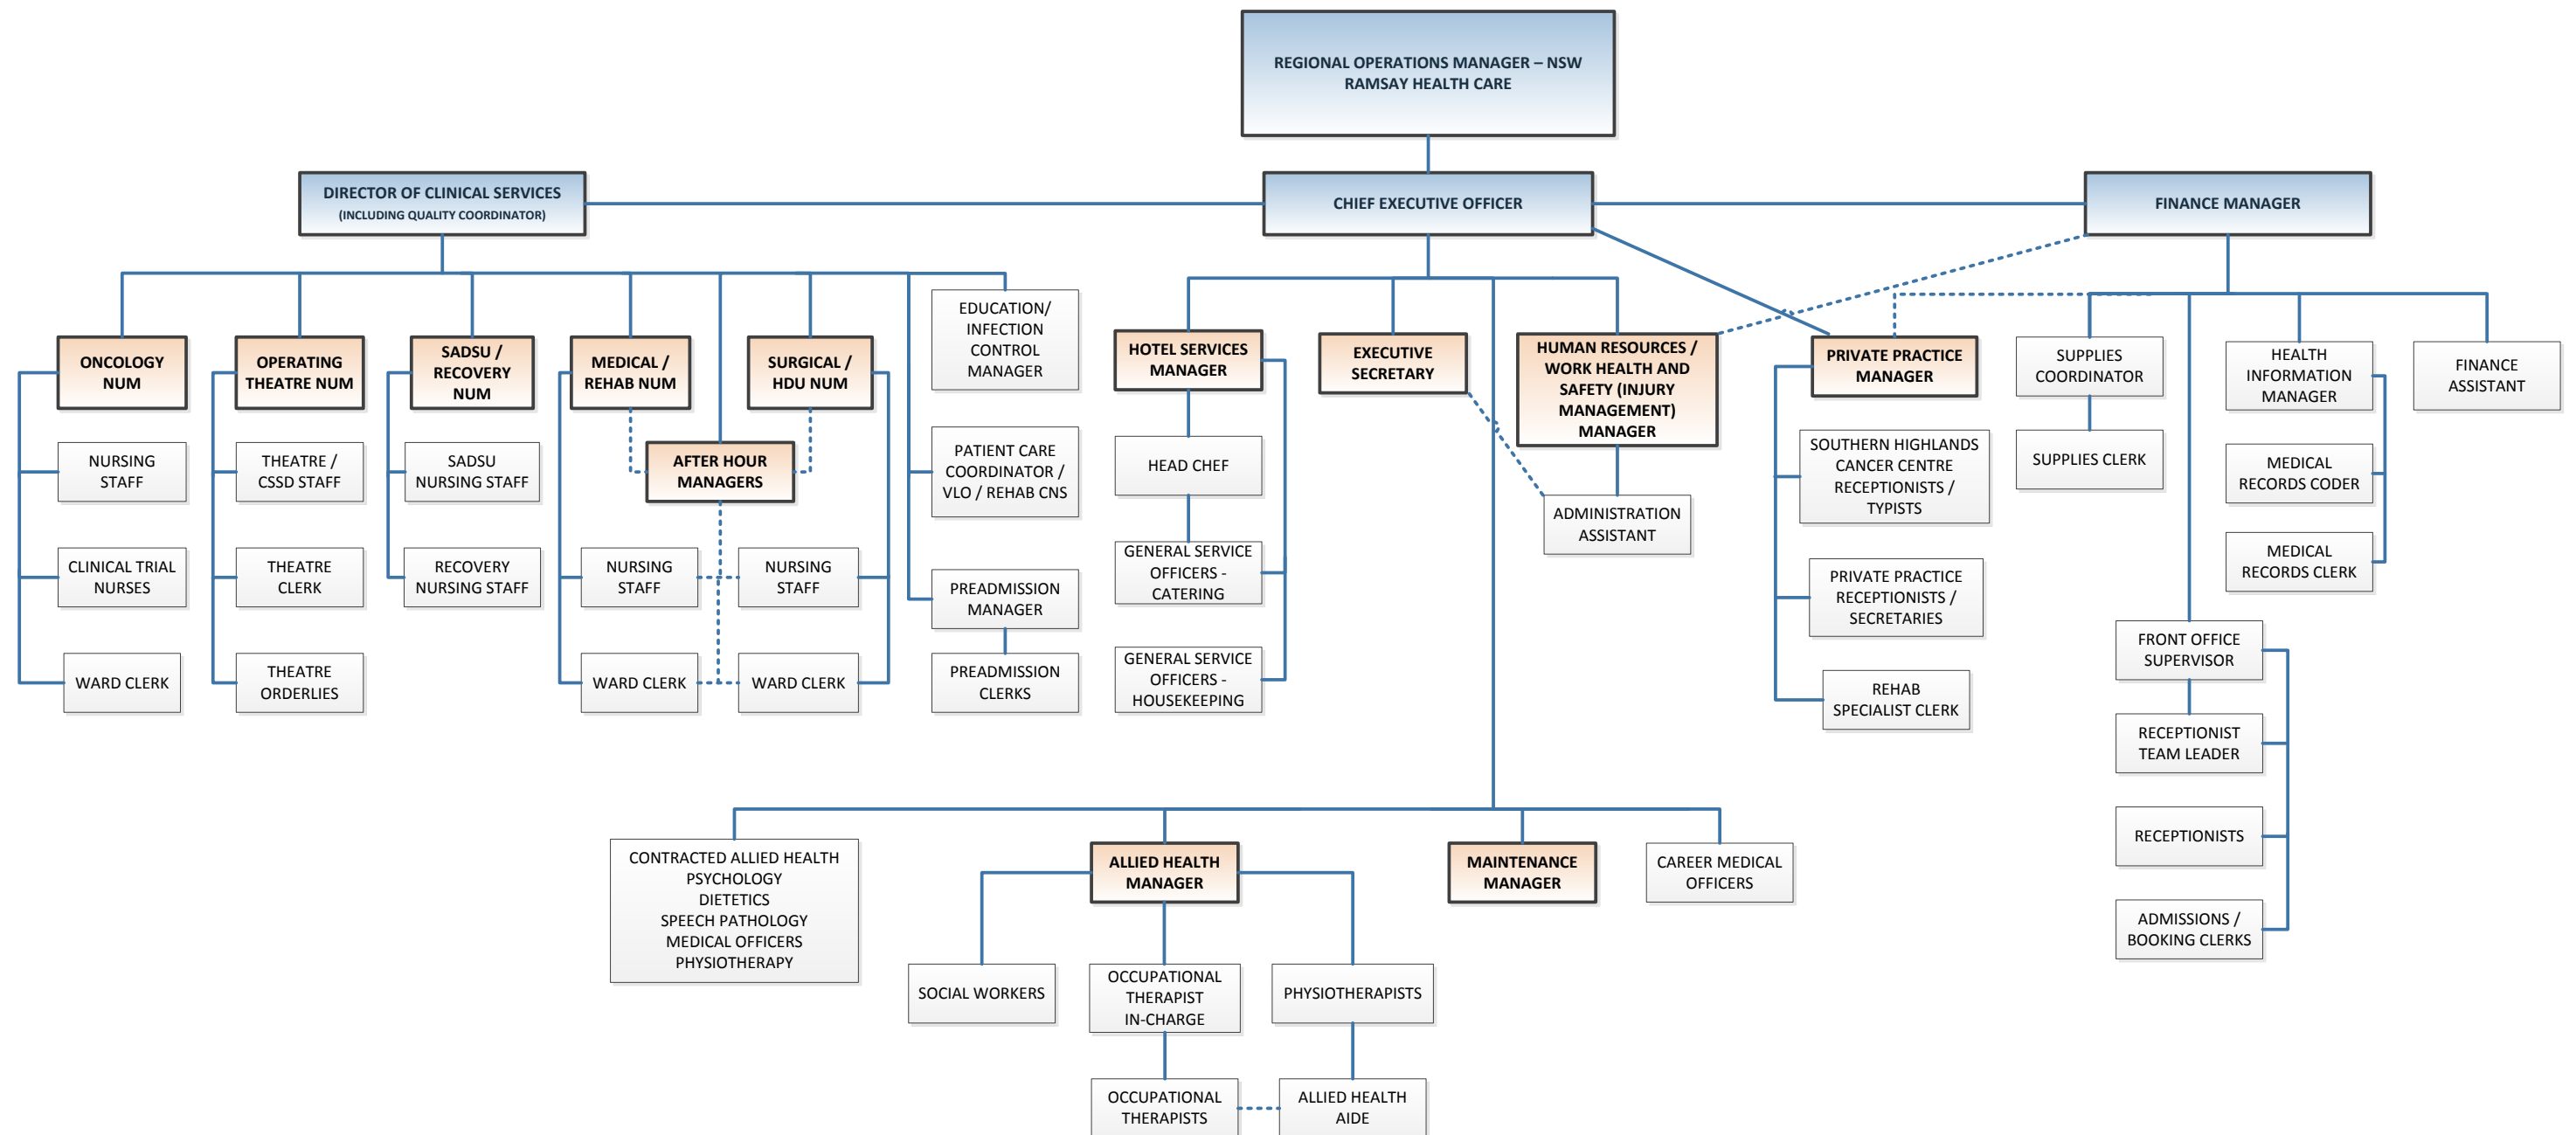 REGIONAL OPERATIONS MANAGER – NSW
RAMSAY HEALTH CARE
DIRECTOR OF CLINICAL SERVICES
(INCLUDING QUALITY COORDINATOR)
CHIEF EXECUTIVE OFFICER
FINANCE MANAGER
ONCOLOGY
NUM
NURSING
STAFF
CLINICAL TRIAL
NURSES
WARD CLERK
OPERATING
THEATRE NUM
THEATRE /
CSSD STAFF
THEATRE
CLERK
THEATRE
ORDERLIES
SADSU /
RECOVERY
NUM
SADSU
NURSING STAFF
RECOVERY
NURSING STAFF
MEDICAL /
REHAB NUM
SURGICAL /
HDU NUM
AFTER HOUR
MANAGERS
NURSING
STAFF
NURSING
STAFF
WARD CLERK
WARD CLERK
EDUCATION/
INFECTION
CONTROL
MANAGER
PATIENT CARE
COORDINATOR /
VLO / REHAB CNS
PREADMISSION
MANAGER
PREADMISSION
CLERKS
HOTEL SERVICES
MANAGER
HEAD CHEF
GENERAL SERVICE
OFFICERS -
CATERING
GENERAL SERVICE
OFFICERS -
HOUSEKEEPING
EXECUTIVE
SECRETARY
HUMAN RESOURCES /
WORK HEALTH AND
SAFETY (INJURY
MANAGEMENT)
MANAGER
ADMINISTRATION
ASSISTANT
PRIVATE PRACTICE
MANAGER
SOUTHERN HIGHLANDS
CANCER CENTRE
RECEPTIONISTS /
TYPISTS
PRIVATE PRACTICE
RECEPTIONISTS /
SECRETARIES
REHAB
SPECIALIST CLERK
SUPPLIES
COORDINATOR
SUPPLIES CLERK
HEALTH
INFORMATION
MANAGER
MEDICAL
RECORDS CODER
MEDICAL
RECORDS CLERK
FINANCE
ASSISTANT
FRONT OFFICE
SUPERVISOR
RECEPTIONIST
TEAM LEADER
RECEPTIONISTS
ADMISSIONS /
BOOKING CLERKS
CONTRACTED ALLIED HEALTH
PSYCHOLOGY
DIETETICS
SPEECH PATHOLOGY
MEDICAL OFFICERS
PHYSIOTHERAPY
ALLIED HEALTH
MANAGER
MAINTENANCE
MANAGER
CAREER MEDICAL
OFFICERS
SOCIAL WORKERS
OCCUPATIONAL
THERAPIST
IN-CHARGE
PHYSIOTHERAPISTS
OCCUPATIONAL
THERAPISTS
ALLIED HEALTH
AIDE